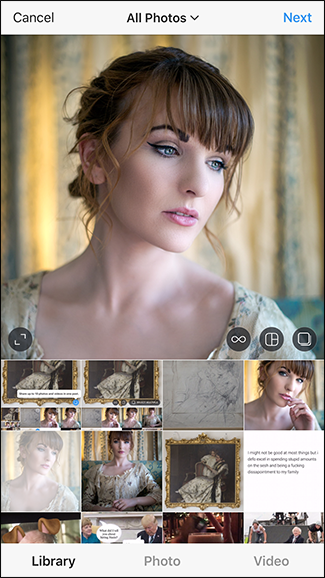 Cancel
All Photos
Next
I might not be good at most things but i
defo excel in spending stupid amounts
on the sesh and being a fucking
dissapointment to my family
Library
Photo
Video